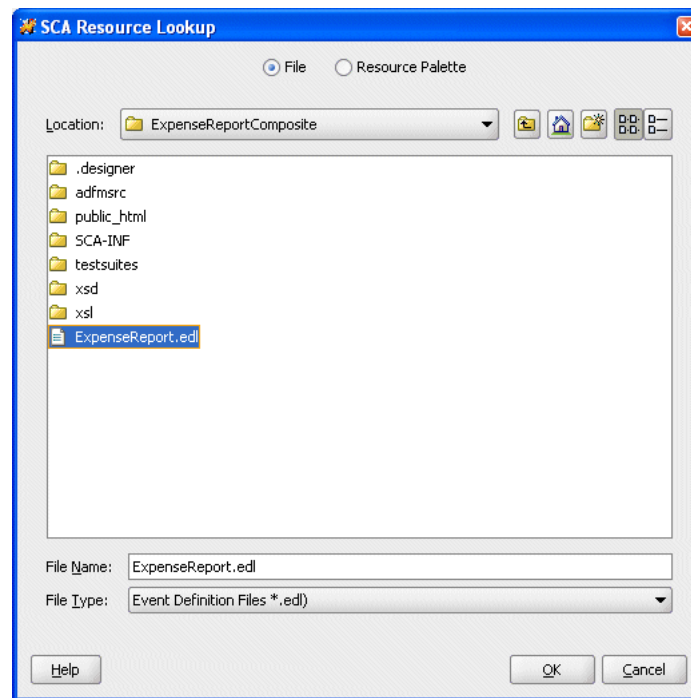 SCA Resource Lookup
File Resource Palette
Location: ExpenseReportComposite
.designer
adfmsrc
public_html
SCA-INF
testsuites
xsd
xsl
ExpenseReport.edl
File Name: ExpenseReport.edl
File Type: Event Definition Files *.edl)
Help OK Cancel